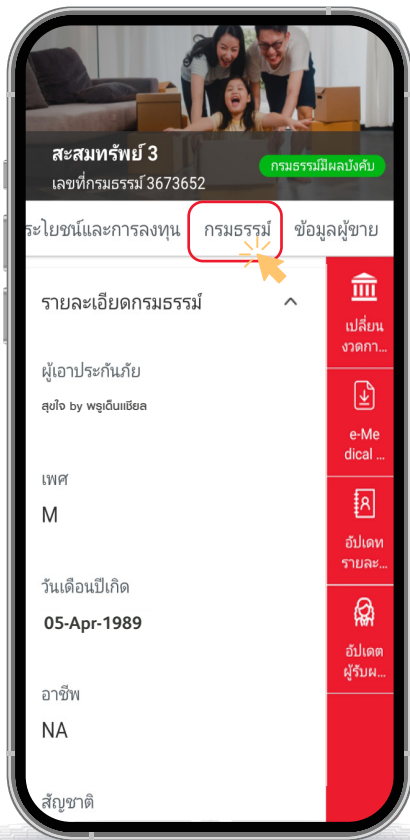 สะสมทรัพย์ 3
กรมธรรม์มีผลบังคับ
เลขที่กรมธรรม์ 3673652
ระโยชน์และการลงทุน กรมธรรม์ ข้อมูลผู้ขาย
รายละเอียดกรมธรรม์
ผู้เอาประกันภัย
สุขใจ by พรูเด็นเชียล
เพศ
M
วันเดือนปีเกิด
05-Apr-1989
อาชีพ
NA
สัญชาติ
เปลี่ยน
งวดกา...
e-Me
dical ...
อัปเดท
รายละ...
อัปเดต
ผู้รับผ...